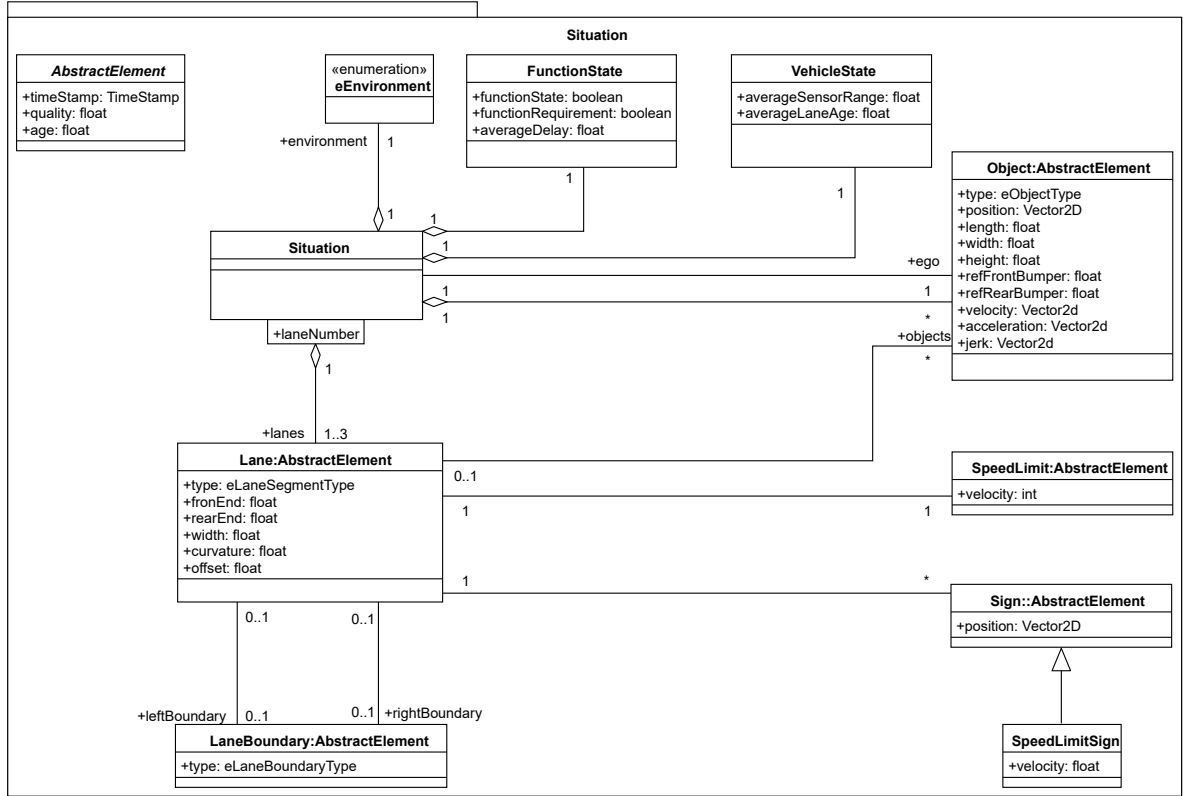 Situation
AbstractElement
+timeStamp: TimeStamp
+quality: float
+age: float
«enumeration»
eEnvironment
FunctionState
+functionState: boolean
+functionRequirement: boolean
+averageDelay: float
VehicleState
+averageSensorRange: float
+averageLaneAge: float
+environment
1
1
1
1
1
1
Object:AbstractElement
+type: eObjectType
+position: Vector2D
+length: float
+width: float
+height: float
+refFrontBumper: float
+refRearBumper: float
+velocity: Vector2d
+acceleration: Vector2d
+jerk: Vector2d
Situation
+ego
1
1
1
*
+laneNumber
+objects
*
1
+lanes
1..3
Lane:AbstractElement
+type: eLaneSegmentType
+fronEnd: float
+rearEnd: float
+width: float
+curvature: float
+offset: float
0..1
1
1
SpeedLimit:AbstractElement
+velocity: int
1
*
Sign::AbstractElement
+position: Vector2D
0..1
0..1
+leftBoundary
0..1
0..1
+rightBoundary
LaneBoundary:AbstractElement
+type: eLaneBoundaryType
SpeedLimitSign
+velocity: float